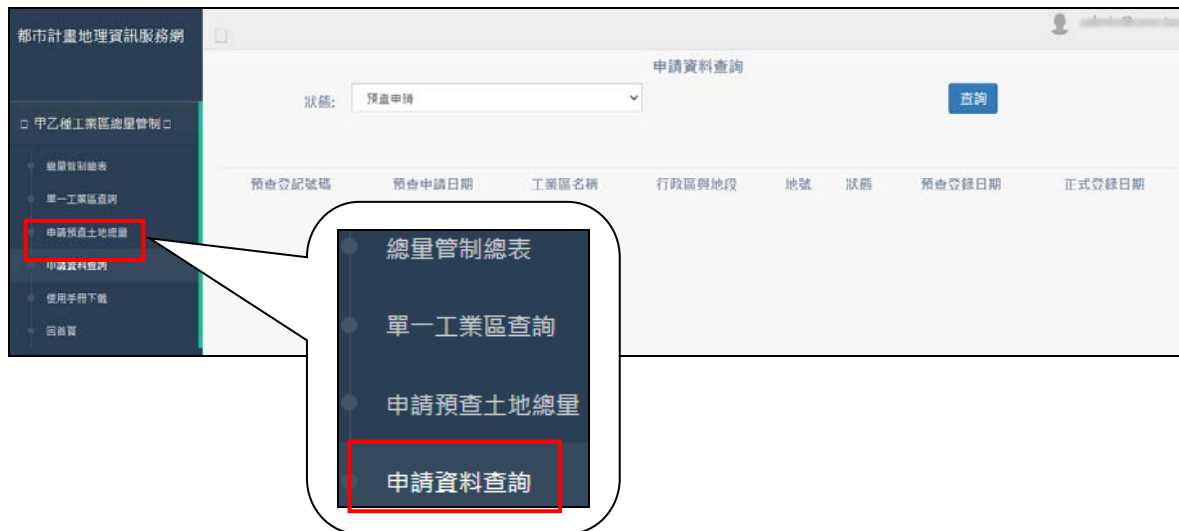 都市計畫地理資訊服務網
申請資料查詢
狀態:
預查申請
查詢
甲乙種工業區總量管制
總量管制總表
單一工業區查詢
申請預查土地總量
申請資料查詢
使用手冊下載
回首頁
預查登記號碼 預查申請日期 工業區名稱 行政區與地段 地號 狀態 預查登錄日期 正式登錄日期
總量管制總表
單一工業區查詢
申請預查土地總量
申請資料查詢